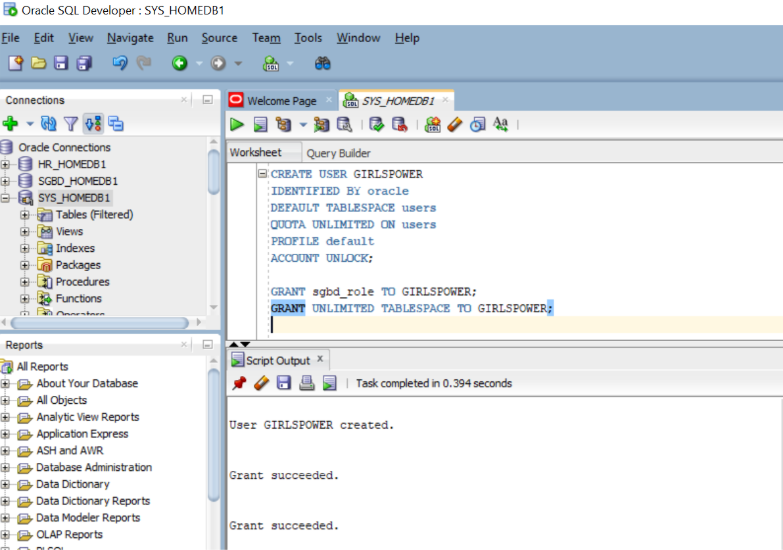 Oracle SQL Developer : SYS_HOMEDB1
File Edit View Navigate Run Source Team Tools Window Help
Connections
Oracle Connections
HR_HOMEDB1
SGBD_HOMEDB1
SYS_HOMEDB1
Tables (Filtered)
Views
Indexes
Packages
Procedures
Functions
Operators
Reports
All Reports
About Your Database
All Objects
Analytic View Reports
Application Express
ASH and AWR
Database Administration
Data Dictionary
Data Dictionary Reports
Data Modeler Reports
OLAP Reports
PLSQL
Welcome Page SYS_HOMEDB1
Worksheet Query Builder
CREATE USER GIRLSPOWER
IDENTIFIED BY oracle
DEFAULT TABLESPACE users
QUOTA UNLIMITED ON users
PROFILE default
ACCOUNT UNLOCK;
GRANT sgbd_role TO GIRLSPOWER;
GRANT UNLIMITED TABLESPACE TO GIRLSPOWER;
Script Output
Task completed in 0.394 seconds
User GIRLSPOWER created.
Grant succeeded.
Grant succeeded.